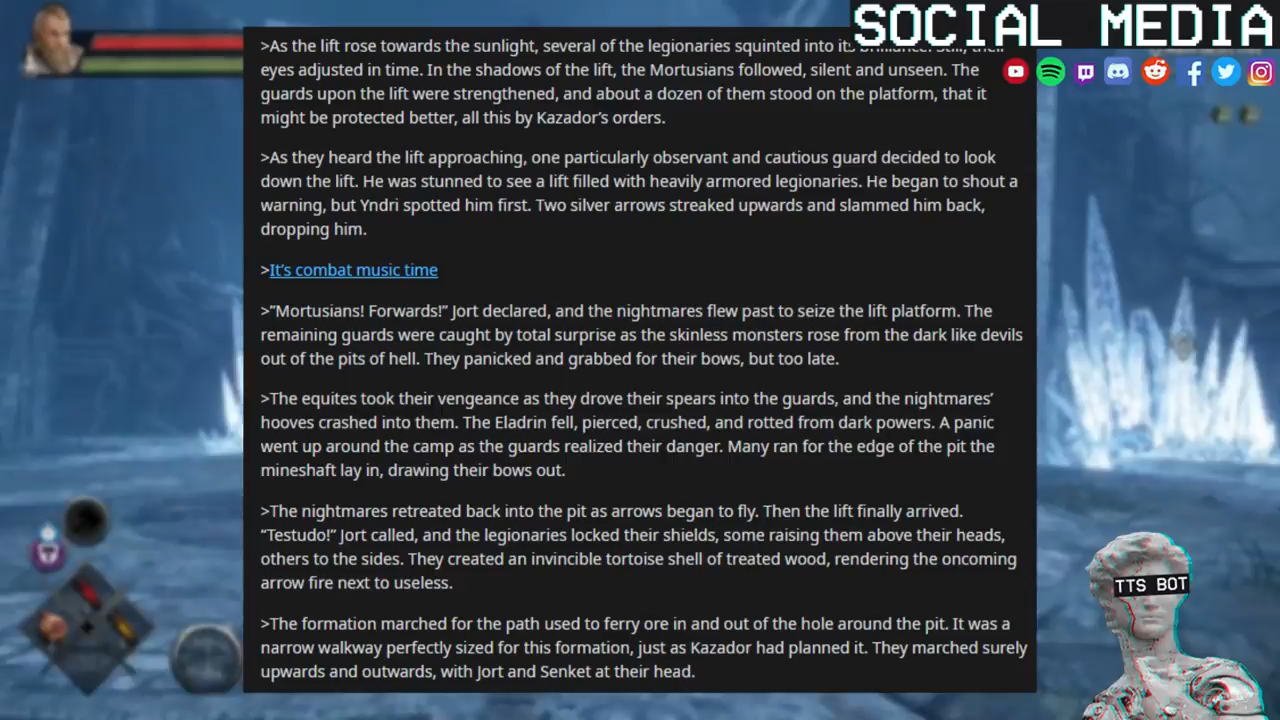 SOCIAL MEDIA
>As the lift rose towards the sunlight, several of the legionaries squinted into its brilliance. Still, their
eyes adjusted in time. In the shadows of the lift, the Mortusians followed, silent and unseen. The
guards upon the lift were strengthened, and about a dozen of them stood on the platform, that it
might be protected better, all this by Kazador’s orders.
>As they heard the lift approaching, one particularly observant and cautious guard decided to look
down the lift. He was stunned to see a lift filled with heavily armored legionaries. He began to shout a
warning, but Yndri spotted him first. Two silver arrows streaked upwards and slammed him back,
dropping him.
>It’s combat music time
>”Mortusians! Forwards!” Jort declared, and the nightmares flew past to seize the lift platform. The
remaining guards were caught by total surprise as the skinless monsters rose from the dark like devils
out of the pits of hell. They panicked and grabbed for their bows, but too late.
>The equites took their vengeance as they drove their spears into the guards, and the nightmares’
hooves crashed into them. The Eladrin fell, pierced, crushed, and rotted from dark powers. A panic
went up around the camp as the guards realized their danger. Many ran for the edge of the pit the
mineshaft lay in, drawing their bows out.
>The nightmares retreated back into the pit as arrows began to fly. Then the lift finally arrived.
“Testudo!” Jort called, and the legionaries locked their shields, some raising them above their heads,
others to the sides. They created an invincible tortoise shell of treated wood, rendering the oncoming
arrow fire next to useless.
>The formation marched for the path used to ferry ore in and out of the hole around the pit. It was a
narrow walkway perfectly sized for this formation, just as Kazador had planned it. They marched surely
upwards and outwards, with Jort and Senket at their head.
TTS BOT